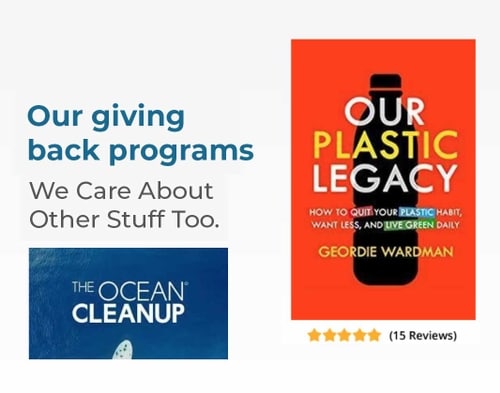 Our giving
back programs
We Care About
Other Stuff Too.
THE OCEAN®
CLEANUP
OUR
PLASTIC
LEGACY
HOW TO QUIT YOUR PLASTIC HABIT,
WANT LESS, AND LIVE GREEN DAILY
GEORDIE WARDMAN
(15 Reviews)